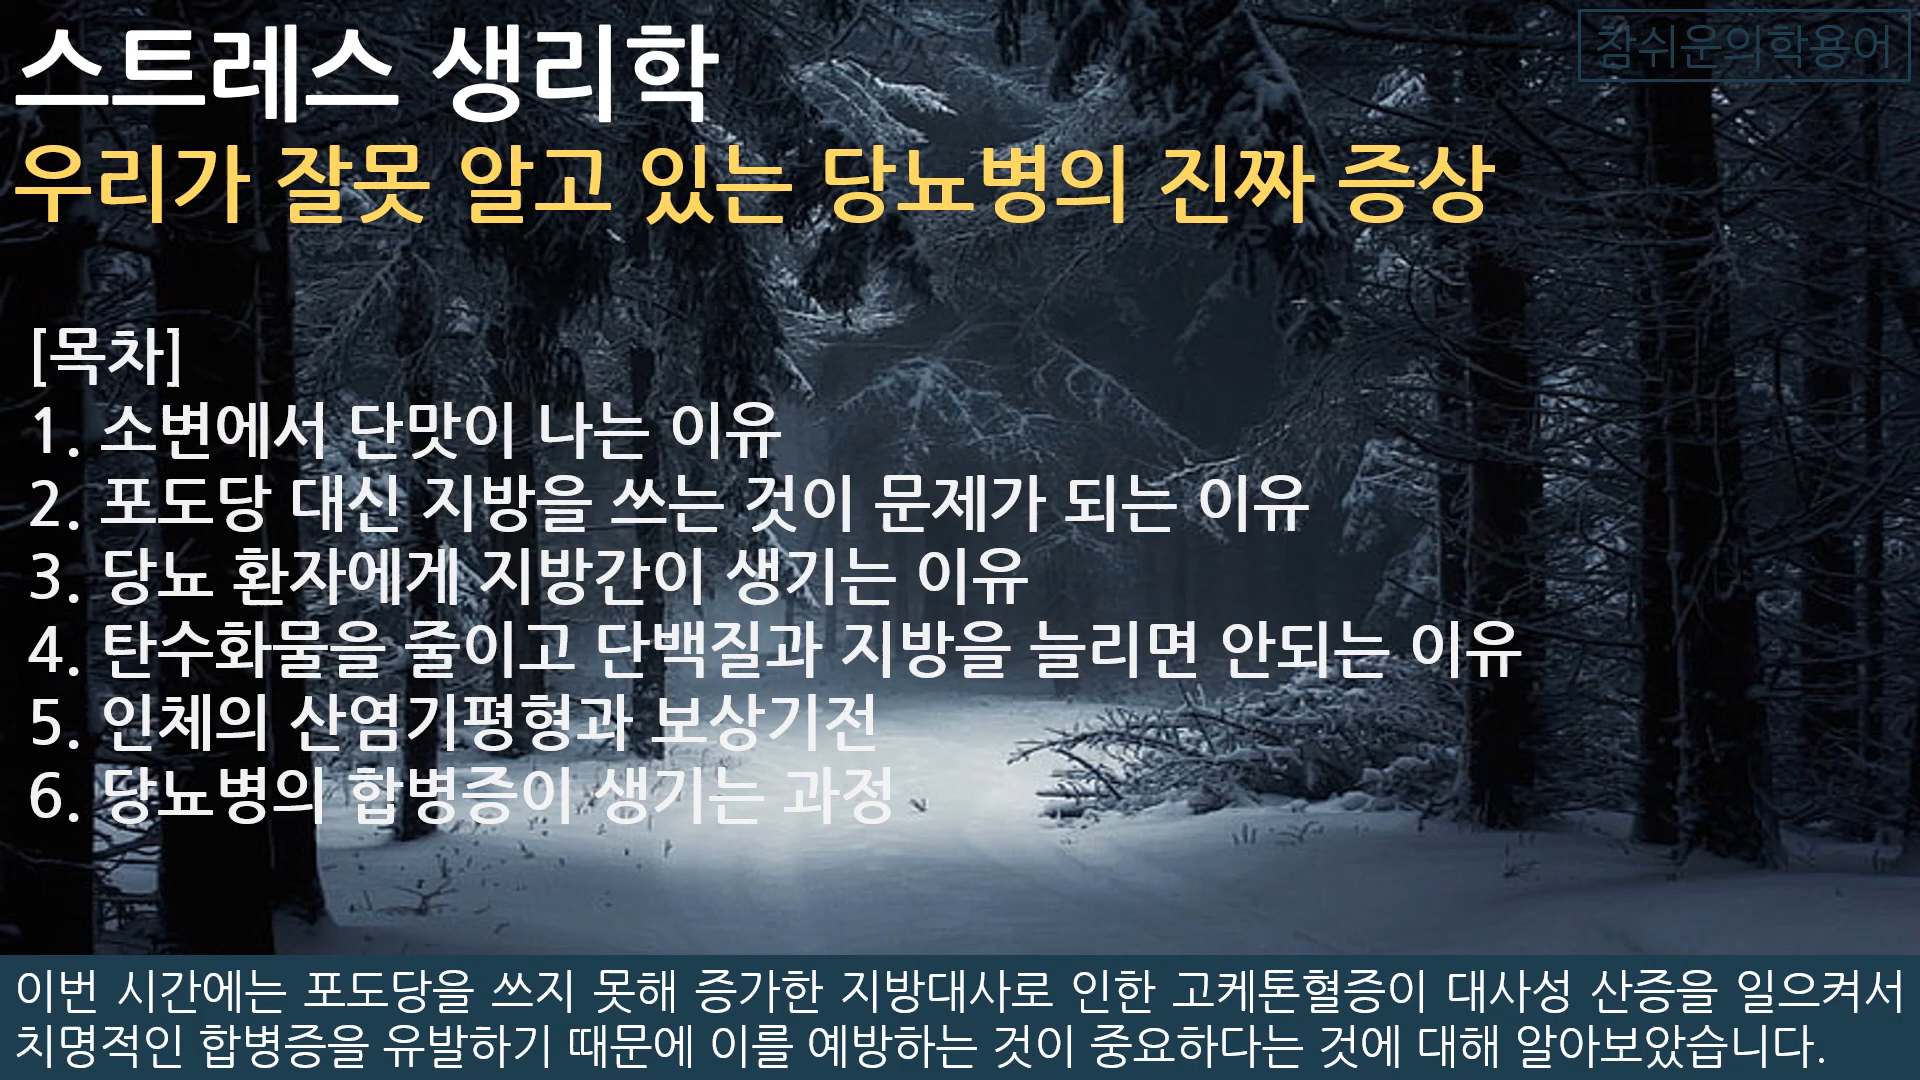 스트레스 생리학
참쉬운의학용어
우리가 잘못 알고 있는 당뇨병의 진짜 증상
[목차]
1. 소변에서 단맛이 나는 이유
2. 포도당 대신 지방을 쓰는 것이 문제가 되는 이유
3. 당뇨 환자에게 지방간이 생기는 이유
4. 탄수화물을 줄이고 단백질과 지방을 늘리면 안되는 이유
5. 인체의 산염기평형과 보상기전
6. 당뇨병의 합병증이 생기는 과정
이번 시간에는 포도당을 쓰지 못해 증가한 지방대사로 인한 고케톤혈증이 대사성 산증을 일으켜서
치명적인 합병증을 유발하기 때문에 이를 예방하는 것이 중요하다는 것에 대해 알아보았습니다.